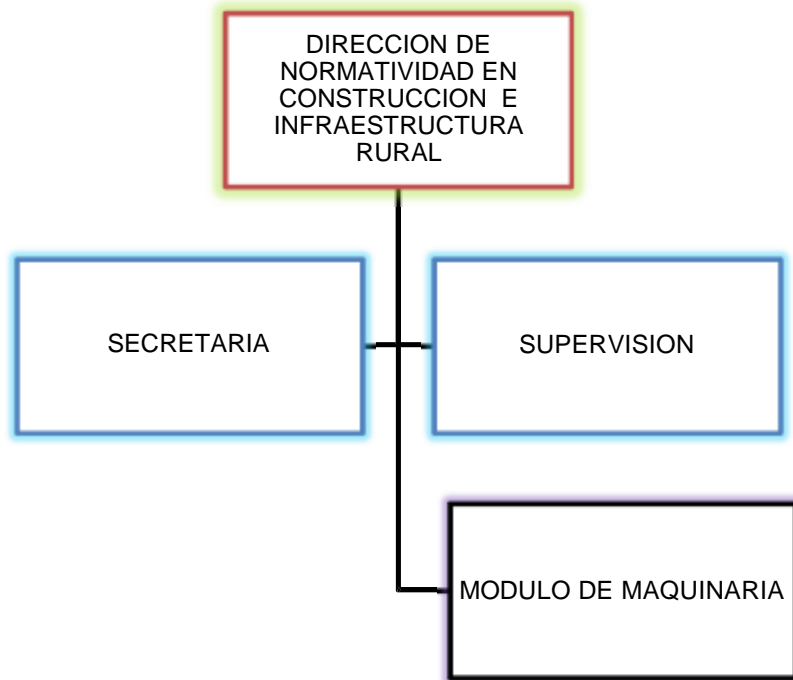 DIRECCION DE
NORMATIVIDAD EN
CONSTRUCCION E
INFRAESTRUCTURA
RURAL
SECRETARIA
SUPERVISION
MODULO DE MAQUINARIA